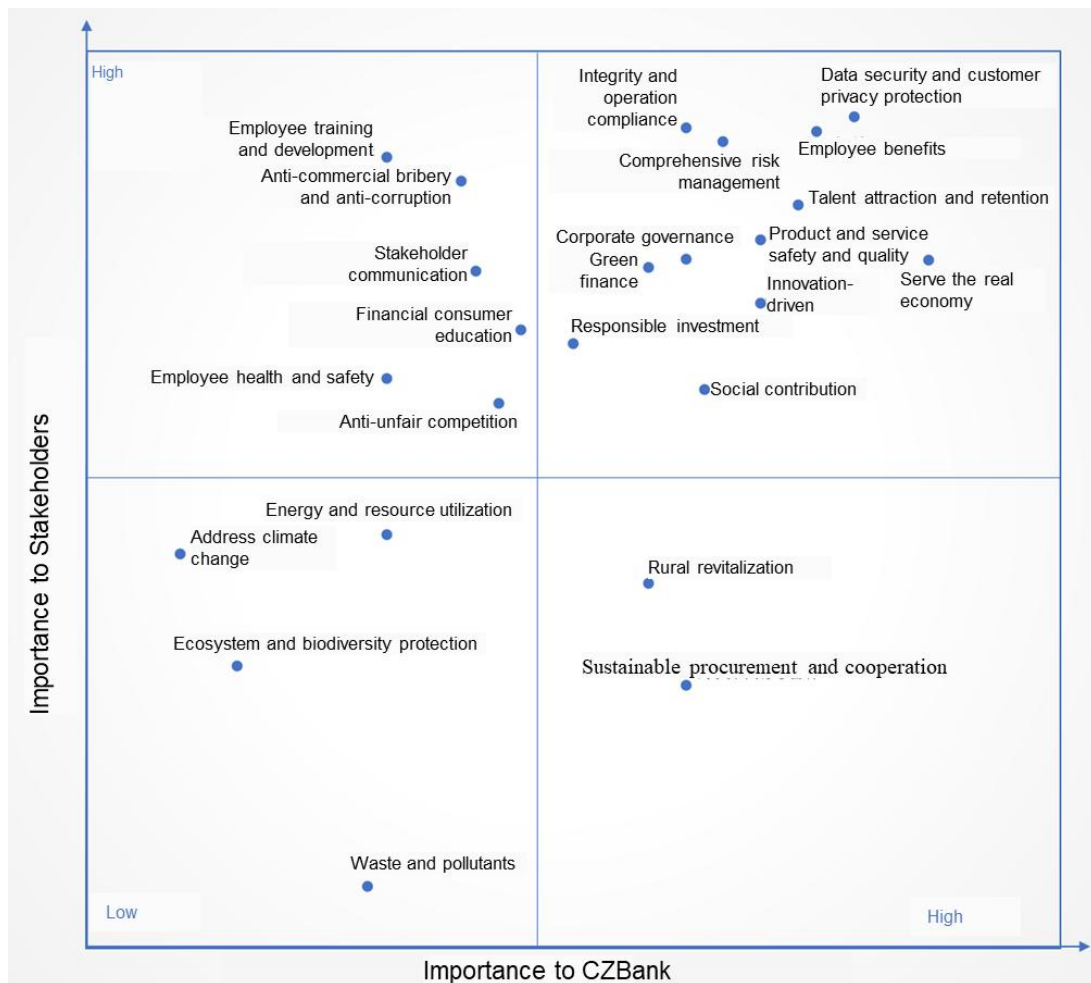 High
Integrity and
operation
compliance
Data security and customer
privacy protection
Employee training
and development
Employee benefits
Comprehensive risk
management
Anti-commercial bribery
and anti-corruption
Talent attraction and retention
Stakeholder
communication
Corporate governance
Green
finance
Product and service
safety and quality
Serve the real
economy
Innovation-
driven
Financial consumer
education
Responsible investment
Employee health and safety
Social contribution
Anti-unfair competition
Importance to Stakeholders
Energy and resource utilization
Address climate
change
Rural revitalization
Ecosystem and biodiversity protection
Sustainable procurement and cooperation
Waste and pollutants
Low
High
Importance to CZBank